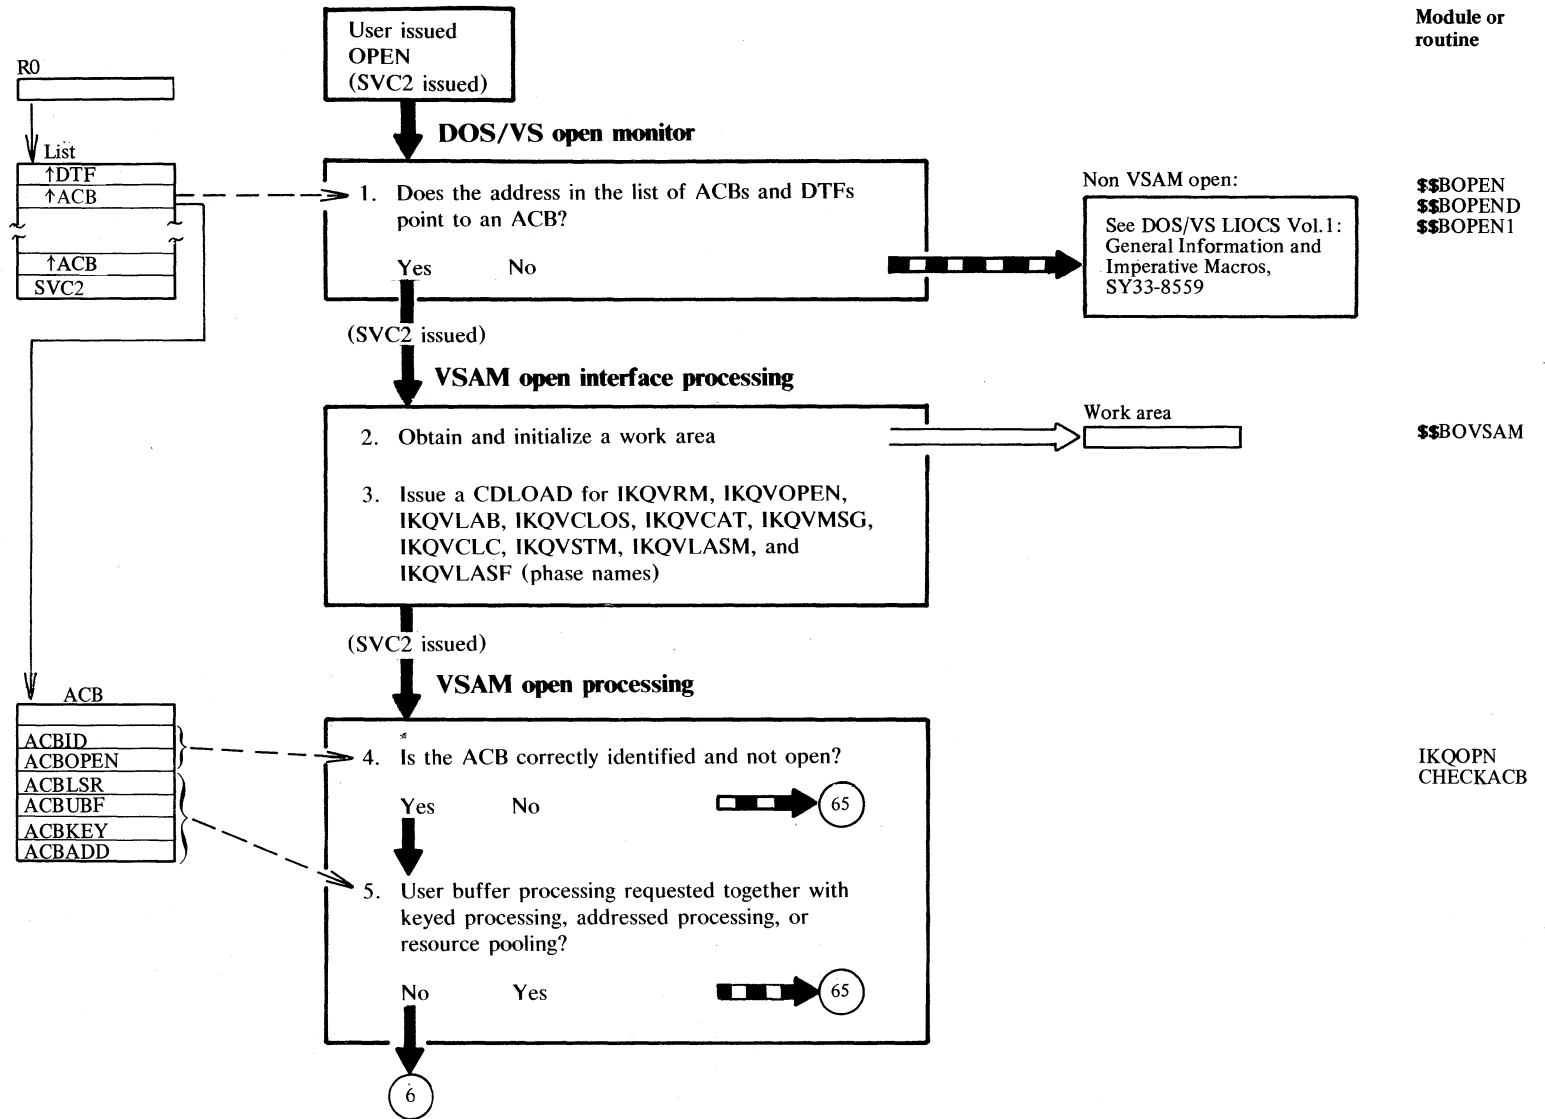 Module or
routine
User issued
OPEN
(SVC2 issued)
R0
List
↑DTF
↑ACB
↑ACB
SVC2
DOS/VS open monitor
1. Does the address in the list of ACBs and DTFs
point to an ACB?
Yes No
Non VSAM open:
See DOS/VS LIOCS Vol.1:
General Information and
Imperative Macros,
SY33-8559
$$BOPEN
$$BOPEND
$$BOPEN1
(SVC2 issued)
VSAM open interface processing
2. Obtain and initialize a work area
Work area
$$BOVSAM
3. Issue a CDLOAD for IKQVRM, IKQVOPEN,
IKQVLAB, IKQVCLOS, IKQVCAT, IKQVMSG,
IKQVCLC, IKQVSTM, IKQVLASM, and
IKQVLASF (phase names)
(SVC2 issued)
VSAM open processing
ACB
ACBID
ACBOPEN
ACBLSR
ACBUBF
ACBKEY
ACBADD
4. Is the ACB correctly identified and not open?
Yes No 65
IKQOPN
CHECKACB
5. User buffer processing requested together with
keyed processing, addressed processing, or
resource pooling?
No Yes 65
6